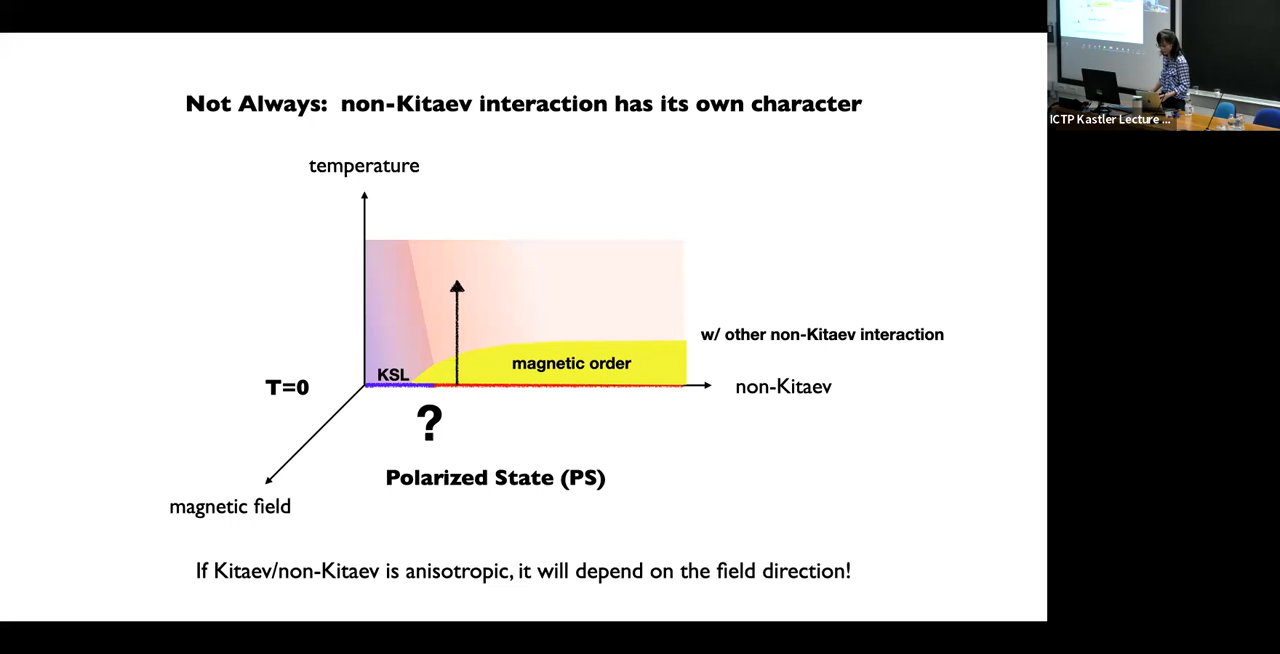 Not Always: non-Kitaev interaction has its own character
ICTP Kastler Lecture ...
temperature
w/ other non-Kitaev interaction
magnetic order
KSL
T=0
non-Kitaev
?
Polarized State (PS)
magnetic field
If Kitaev/non-Kitaev is anisotropic, it will depend on the field direction!